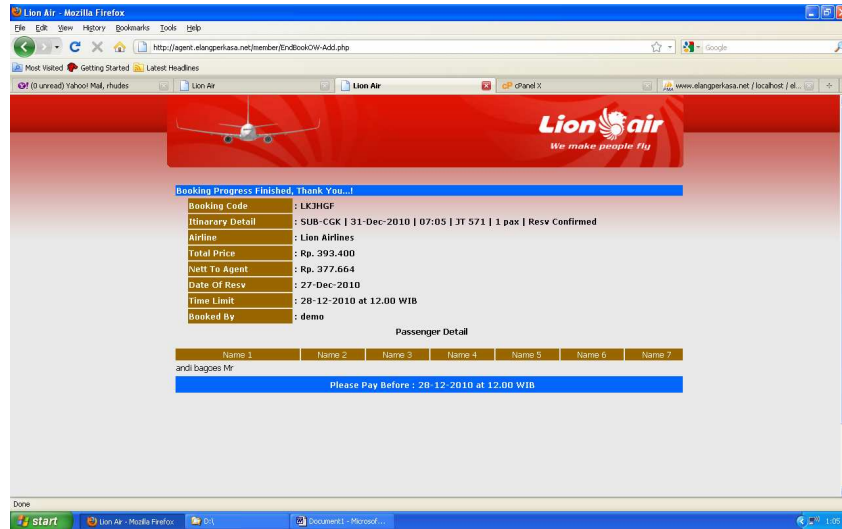 Lion Air - Mozilla Firefox
File Edit View History Bookmarks Tools Help
http://agent.elangperkasa.net/member/EndBookOW-Add.php
Google
Most Visited Getting Started Latest Headlines
(0 unread) Yahoo! Mail, rhudes Lion Air Lion Air cPanel X www.elangperkasa.net / localhost / el...
Lion air
We make people fly
Booking Progress Finished, Thank You...!
Booking Code : LKJHGF
Itinarary Detail : SUB-CGK | 31-Dec-2010 | 07:05 | JT 571 | 1 pax | Resv Confirmed
Airline : Lion Airlines
Total Price : Rp. 393.400
Nett To Agent : Rp. 377.664
Date Of Resv : 27-Dec-2010
Time Limit : 28-12-2010 at 12.00 WIB
Booked By : demo
Passenger Detail
Name 1 Name 2 Name 3 Name 4 Name 5 Name 6 Name 7
andi bagoes Mr
Please Pay Before : 28-12-2010 at 12.00 WIB
Done
start Lion Air - Mozilla Firefox D:\ Document1 - Microsof... 1:05